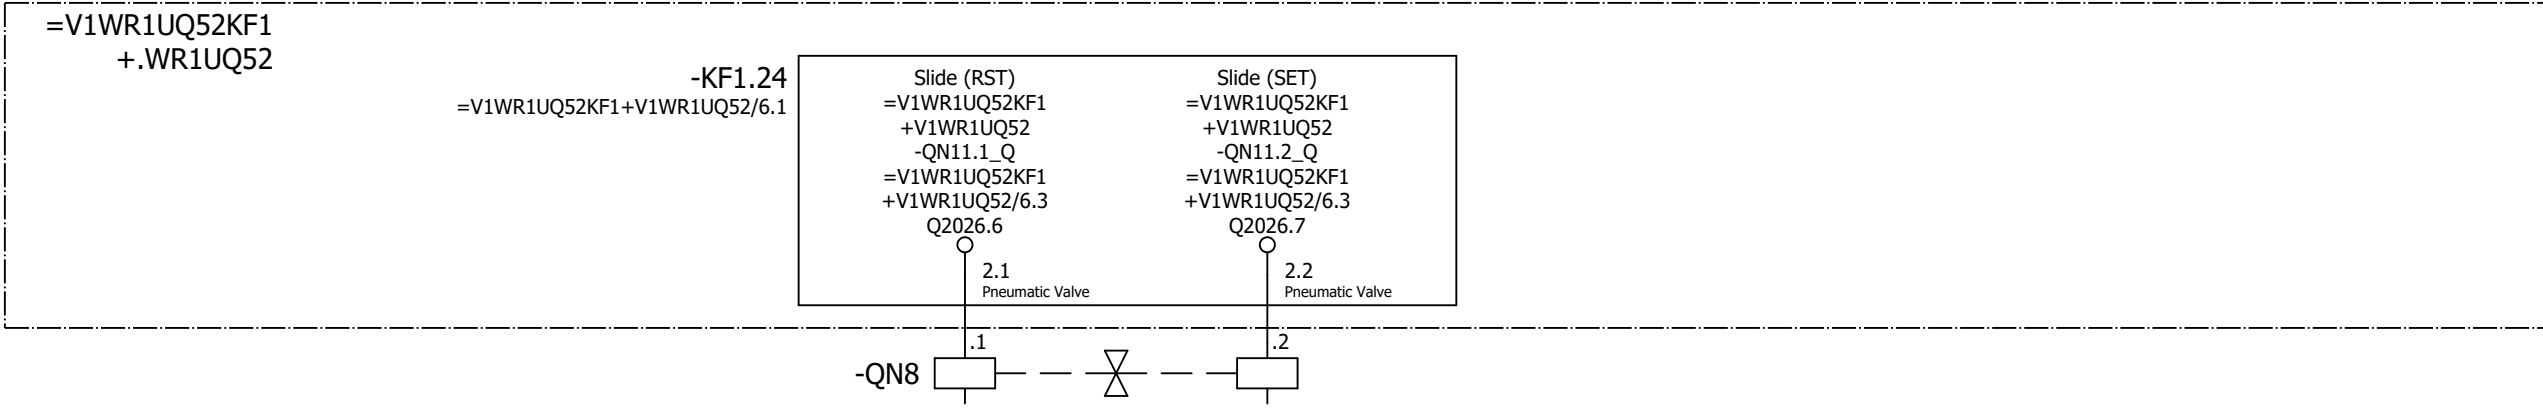 =V1WR1UQ52KF1
+.WR1UQ52
-KF1.24
=V1WR1UQ52KF1+V1WR1UQ52/6.1
Slide (RST)
=V1WR1UQ52KF1
+V1WR1UQ52
-QN11.1_Q
=V1WR1UQ52KF1
+V1WR1UQ52/6.3
Q2026.6
2.1
Pneumatic Valve
Slide (SET)
=V1WR1UQ52KF1
+V1WR1UQ52
-QN11.2_Q
=V1WR1UQ52KF1
+V1WR1UQ52/6.3
Q2026.7
2.2
Pneumatic Valve
.1
.2
-QN8